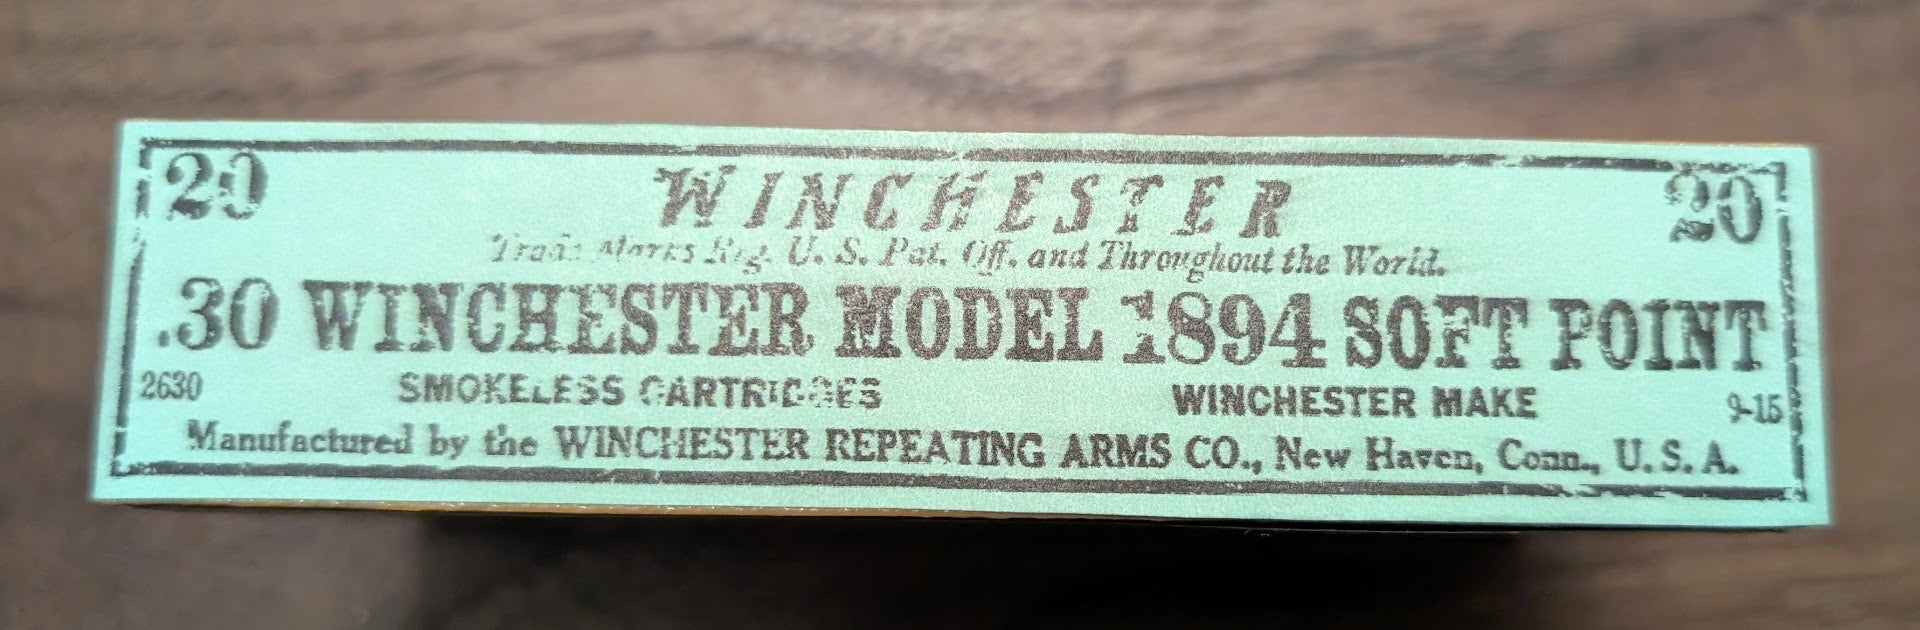 20 WINCHESTER 20
Trade Marks Reg. U. S. Pat. Off. and Throughout the World.
.30 WINCHESTER MODEL 1894 SOFT POINT
2630 SMOKELESS CARTRIDGES WINCHESTER MAKE 9-15
Manufactured by the WINCHESTER REPEATING ARMS CO., New Haven, Conn., U. S. A.